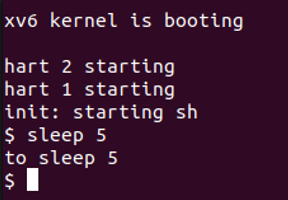 xv6 kernel is booting
hart 2 starting
hart 1 starting
init: starting sh
$ sleep 5
to sleep 5
$